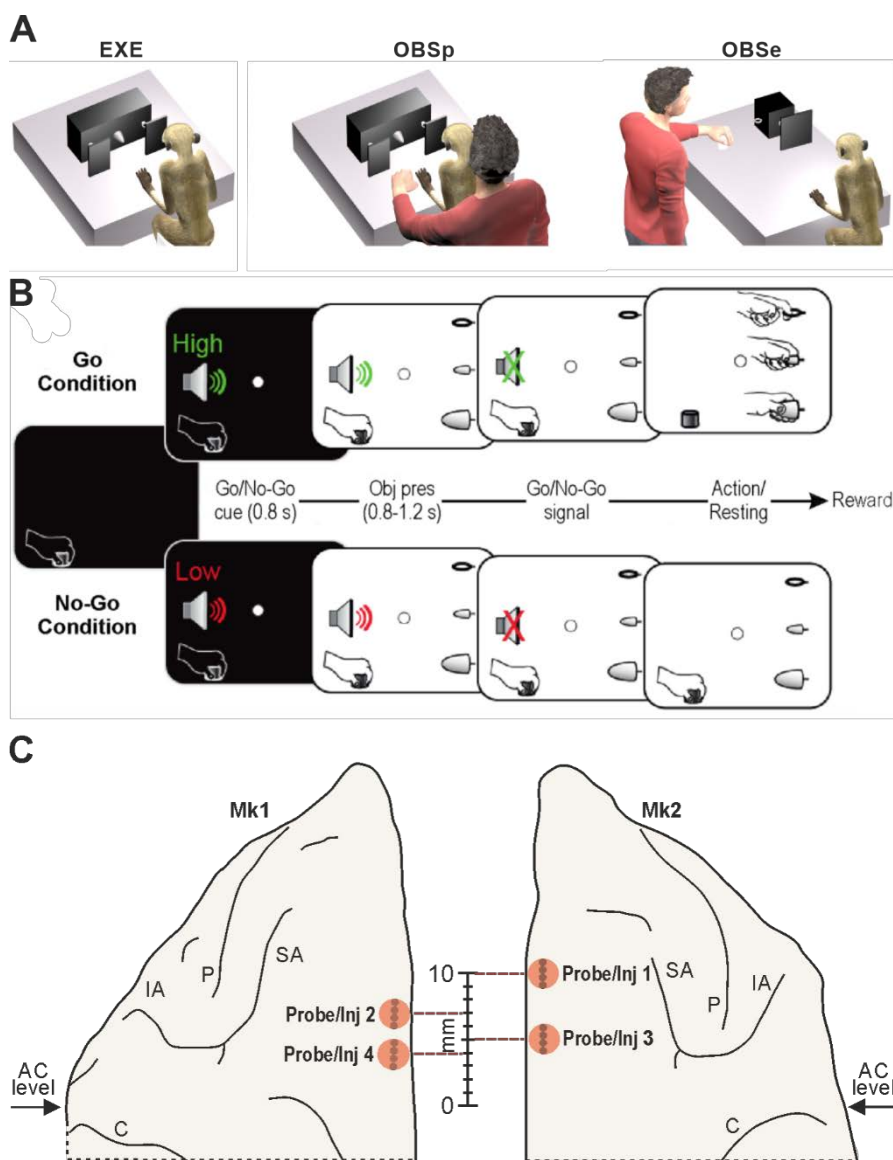 A
EXE
OBSp
OBSe
B
Go
Condition
High
Go/No-Go
cue (0.8 s)
Obj pres
(0.8-1.2 s)
Go/No-Go
signal
Action/
Resting
Reward
No-Go
Condition
Low
C
Mk1
Mk2
P
SA
IA
10
mm
0
Probe/Inj 2
Probe/Inj 4
Probe/Inj 1
Probe/Inj 3
SA
P
IA
AC
level
AC
level
C
C